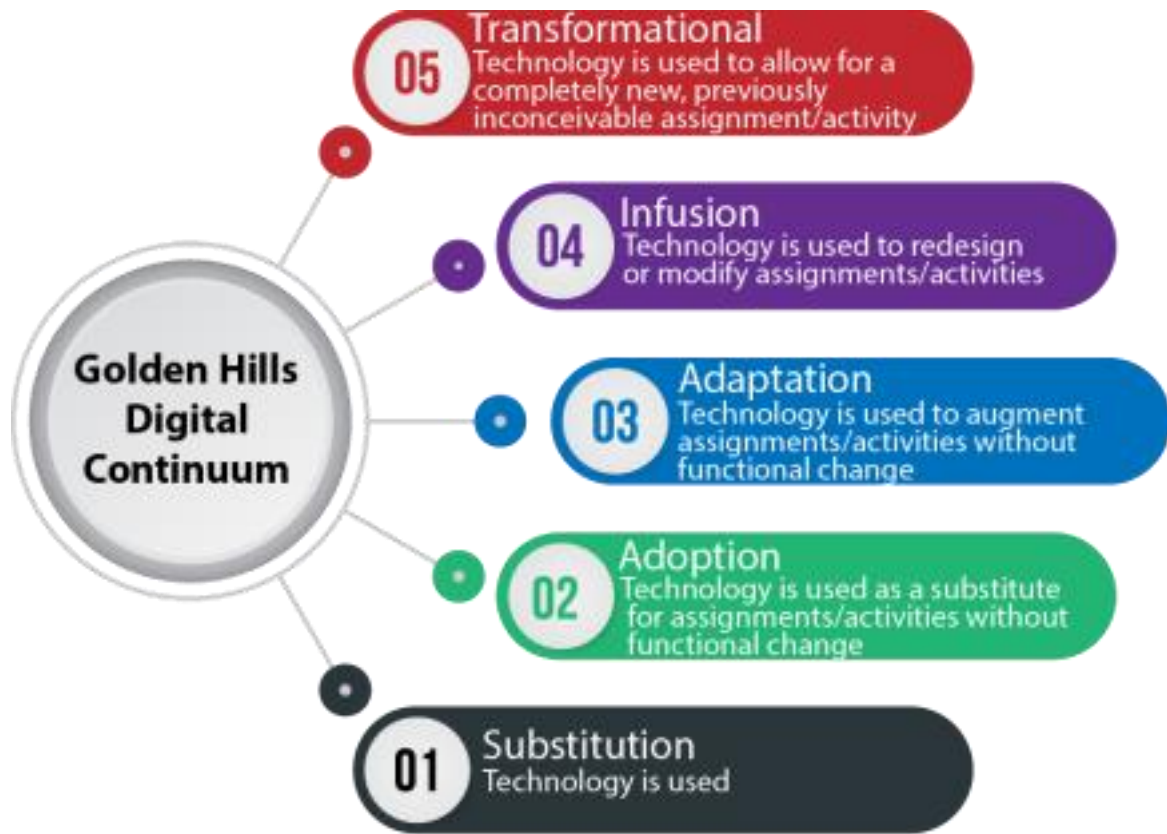 05
Transformational
Technology is used to allow for a
completely new, previously
inconceivable assignment/activity
04
Infusion
Technology is used to redesign
or modify assignments/activities
Golden Hills
Digital
Continuum
03
Adaptation
Technology is used to augment
assignments/activities without
functional change
02
Adoption
Technology is used as a substitute
for assignments/activities without
functional change
01
Substitution
Technology is used